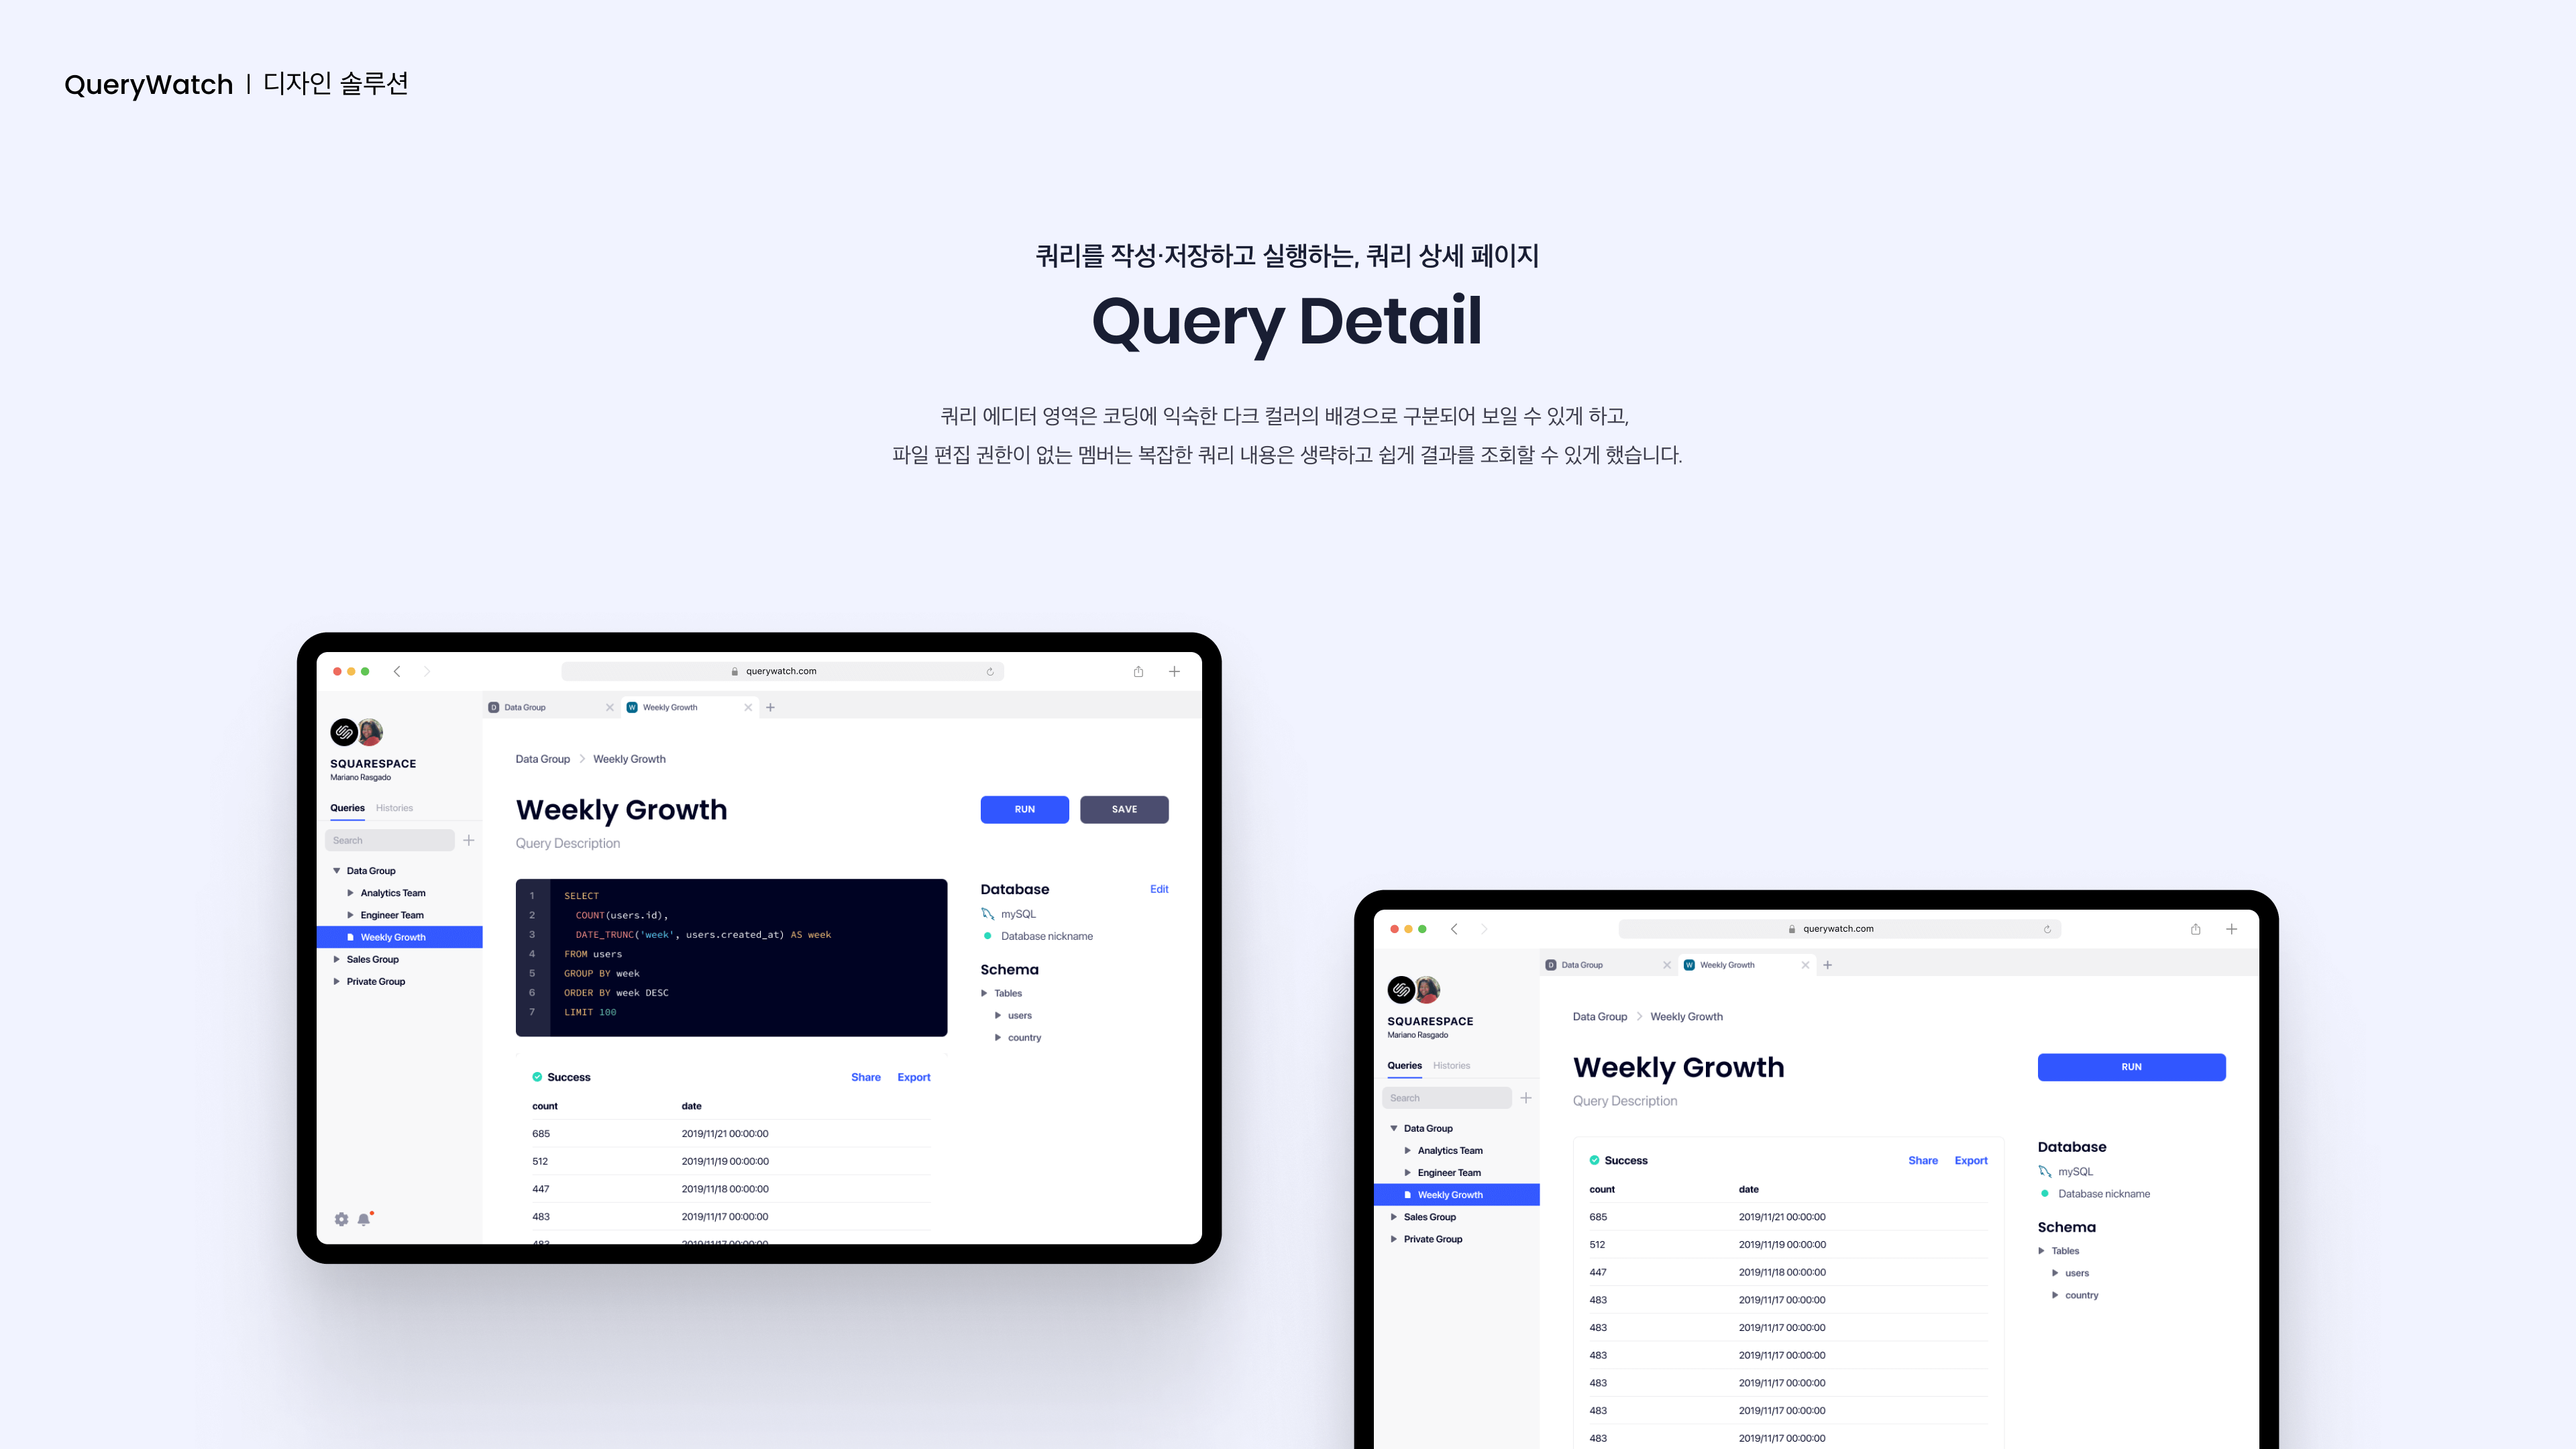 QueryWatch | 디자인 솔루션
쿼리를 작성·저장하고 실행하는, 쿼리 상세 페이지
Query Detail
쿼리 에디터 영역은 코딩에 익숙한 다크 컬러의 배경으로 구분되어 보일 수 있게 하고,
파일 편집 권한이 없는 멤버는 복잡한 쿼리 내용은 생략하고 쉽게 결과를 조회할 수 있게 했습니다.
querywatch.com
D Data Group
W Weekly Growth
SQUARESPACE
Mariano Rasgado
Queries Histories
Search
Data Group
Analytics Team
Engineer Team
Weekly Growth
Sales Group
Private Group
Data Group > Weekly Growth
Weekly Growth
Query Description
RUN SAVE
1 SELECT
2 COUNT(users.id),
3 DATE_TRUNC('week', users.created_at) AS week
4 FROM users
5 GROUP BY week
6 ORDER BY week DESC
7 LIMIT 100
Database Edit
mySQL
Database nickname
Schema
Tables
users
country
Success Share Export
count date
685 2019/11/21 00:00:00
512 2019/11/19 00:00:00
447 2019/11/18 00:00:00
483 2019/11/17 00:00:00
483 2019/11/17 00:00:00
querywatch.com
D Data Group
W Weekly Growth
SQUARESPACE
Mariano Rasgado
Queries Histories
Search
Data Group
Analytics Team
Engineer Team
Weekly Growth
Sales Group
Private Group
Data Group > Weekly Growth
Weekly Growth
Query Description
RUN
Success Share Export
count date
685 2019/11/21 00:00:00
512 2019/11/19 00:00:00
447 2019/11/18 00:00:00
483 2019/11/17 00:00:00
483 2019/11/17 00:00:00
483 2019/11/17 00:00:00
483 2019/11/17 00:00:00
483 2019/11/17 00:00:00
483 2019/11/17 00:00:00
Database
mySQL
Database nickname
Schema
Tables
users
country